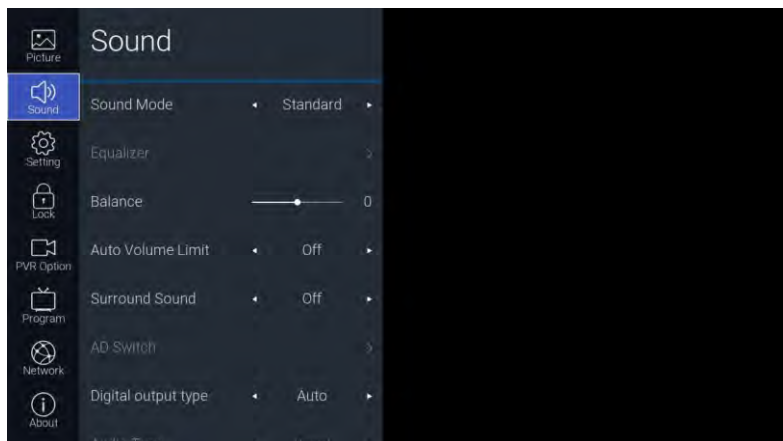 Picture
Sound
Setting
Lock
PVR Option
Program
Network
About
Sound
Sound Mode Standard
Equalizer
Balance 0
Auto Volume Limit Off
Surround Sound Off
AD Switch
Digital output type Auto